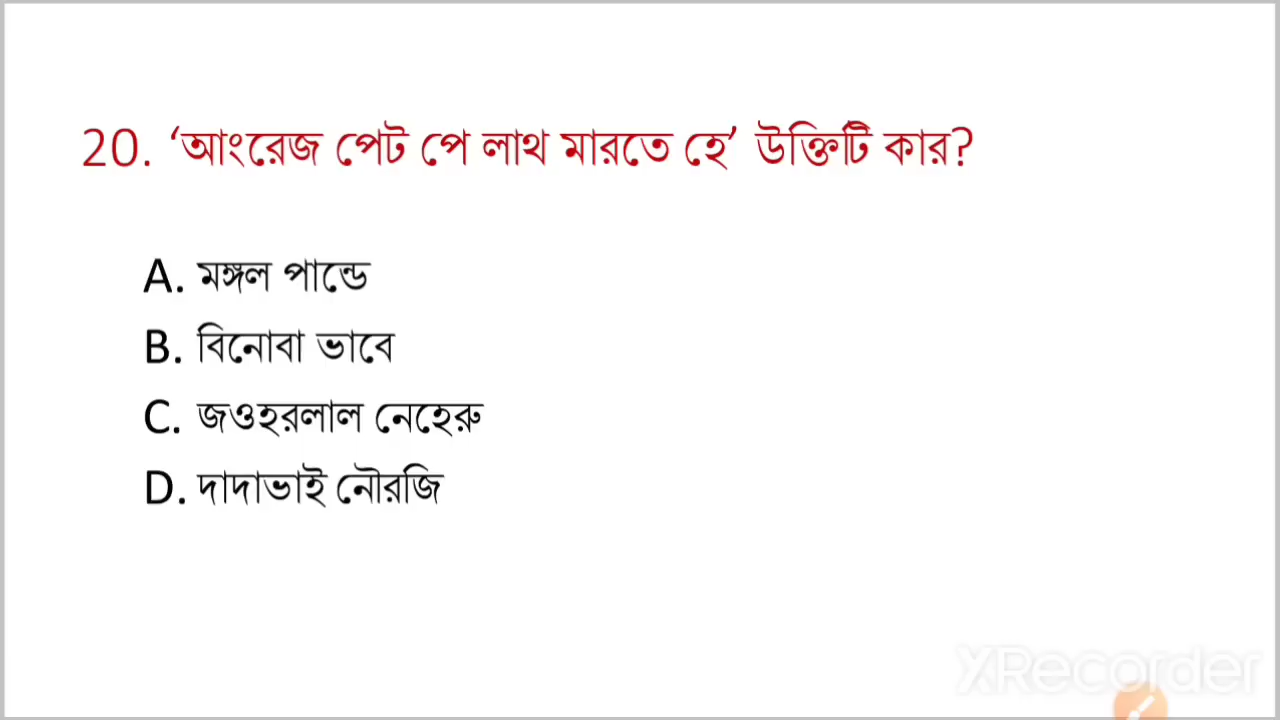 20. ‘আংরেজ পেট পে লাথ মারতে হে’ উক্তিটি কার?
A. মঙ্গল পান্ডে
B. বিনোবা ভাবে
C. জওহরলাল নেহেরু
D. দাদাভাই নৌরজি
XRecorder